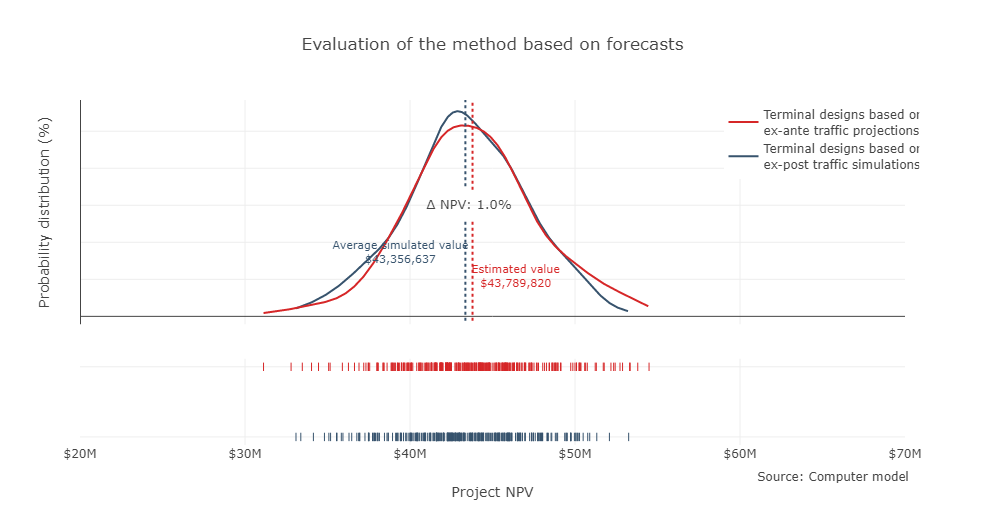 Evaluation of the method based on forecasts
Probability distribution (%)
Terminal designs based or
ex-ante traffic projections
Terminal designs based or
ex-post traffic simulations
Δ NPV: 1.0%
Average simulated value
$43,356,637
Estimated value
$43,789,820
$20M
$30M
$40M
$50M
$60M
$70M
Source: Computer model
Project NPV